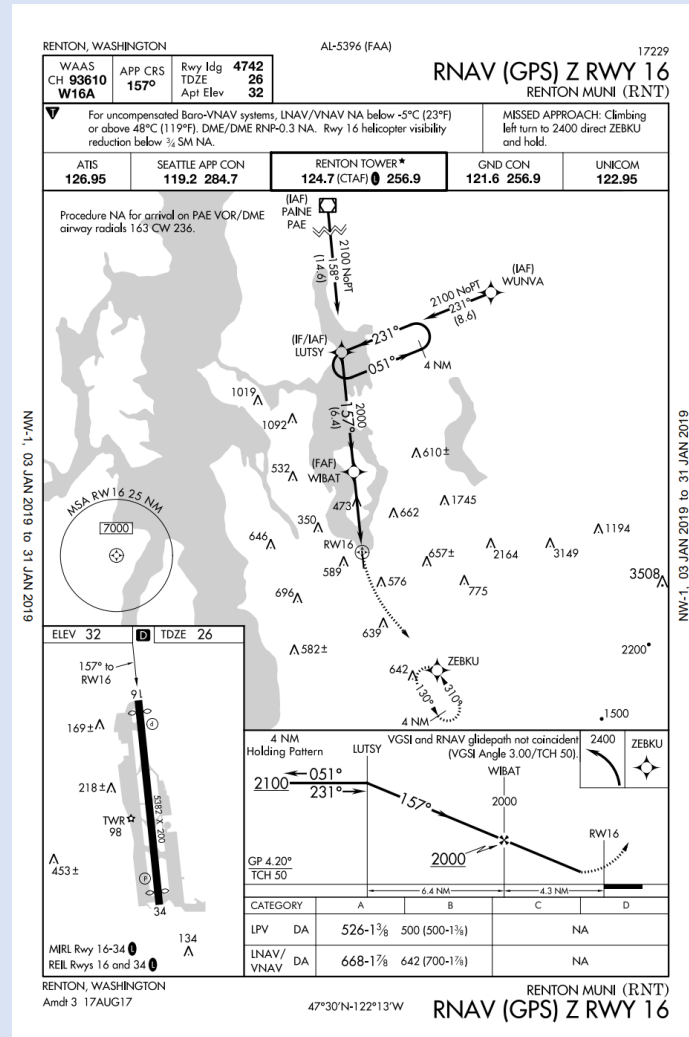 RENTON, WASHINGTON
AL-5396 (FAA)
17229
WAAS
CH 93610
W16A
APP CRS
157°
Rwy ldg 4742
TDZE 26
Apt Elev 32
RNAV (GPS) Z RWY 16
RENTON MUNI (RNT)
T
For uncompensated Baro-VNAV systems, LNAV/VNAV NA below -5°C (23°F)
or above 48°C (119°F). DME/DME RNP-0.3 NA. Rwy 16 helicopter visibility
reduction below ¾ SM NA.
MISSED APPROACH: Climbing
left turn to 2400 direct ZEBKU
and hold.
ATIS
126.95
SEATTLE APP CON
119.2 284.7
RENTON TOWER★
124.7 (CTAF) L 256.9
GND CON
121.6 256.9
UNICOM
122.95
Procedure NA for arrival on PAE VOR/DME
airway radials 163 CW 236.
(IAF)
PAINE
PAE
2100 NoPT
158°
(14.6)
(IAF)
WUNVA
2100 NoPT
231°
(8.6)
(IF/IAF)
LUTSY
231°
051°
4 NM
1019
1092
2000
157°
(6.4)
532
(FAF)
WIBAT
610±
473
662
1745
350
646
RW16
589
657±
2164
3149
1194
576
775
3508
696
639
582±
642
ZEBKU
130°
310°
4 NM
2200
1500
MSA RW16 25 NM
7000
NW-1, 03 JAN 2019 to 31 JAN 2019
NW-1, 03 JAN 2019 to 31 JAN 2019
ELEV 32
D
TDZE 26
157° to
RW16
16
P
169±
218±
5382 X 200
TWR
98
453±
P
34
134
MIRL Rwy 16-34 L
REIL Rwys 16 and 34 L
4 NM
Holding Pattern
LUTSY
VGSI and RNAV glidepath not coincident
(VGSI Angle 3.00/TCH 50).
2400
ZEBKU
WIBAT
2100
051°
231°
157°
2000
2000
RW16
GP 4.20°
TCH 50
6.4 NM
4.3 NM
CATEGORY
A
B
C
D
LPV DA
526-1⅜ 500 (500-1⅜)
NA
LNAV/
VNAV DA
668-1⅞ 642 (700-1⅞)
NA
RENTON, WASHINGTON
Amdt 3 17AUG17
47°30'N-122°13'W
RENTON MUNI (RNT)
RNAV (GPS) Z RWY 16